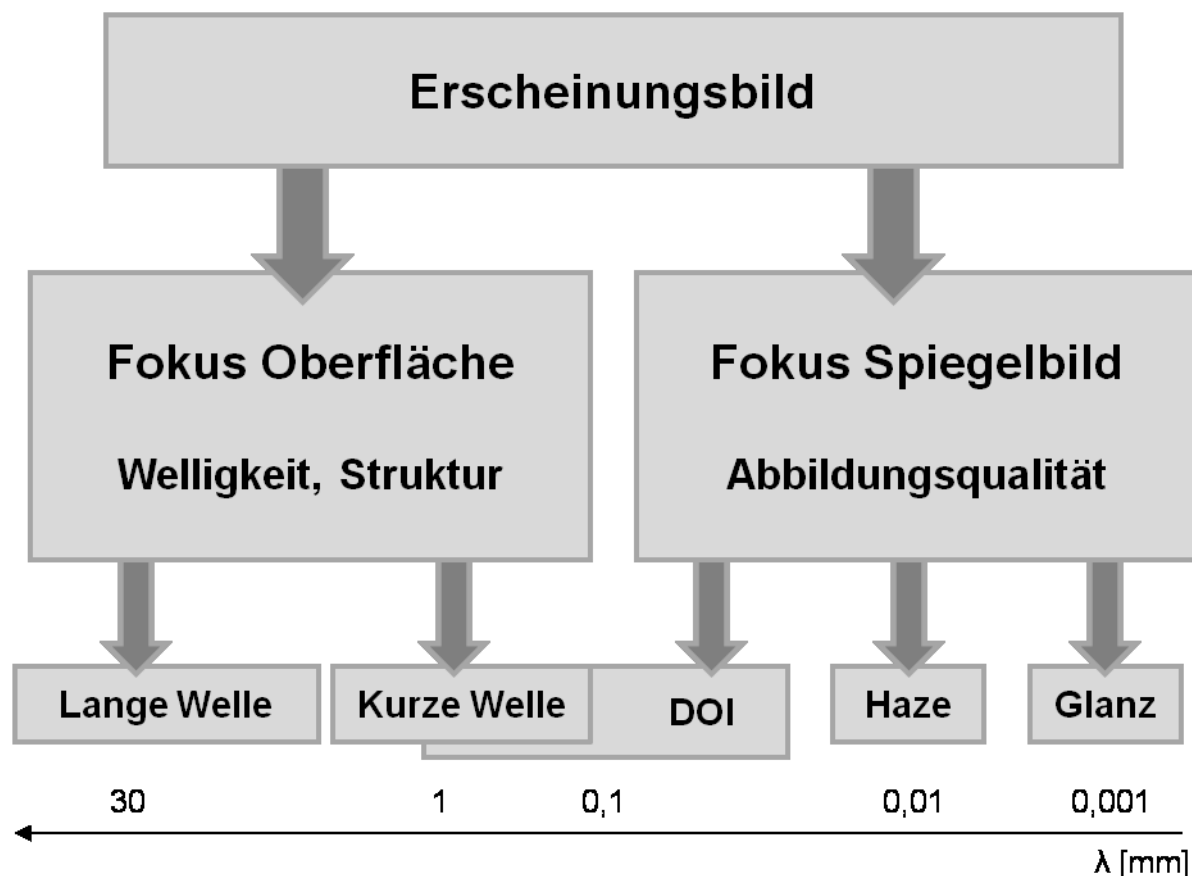 Erscheinungsbild
Fokus Oberfläche
Welligkeit, Struktur
Fokus Spiegelbild
Abbildungsqualität
Lange Welle
Kurze Welle
DOI
Haze
Glanz
30
1
0,1
0,01
0,001
λ [mm]